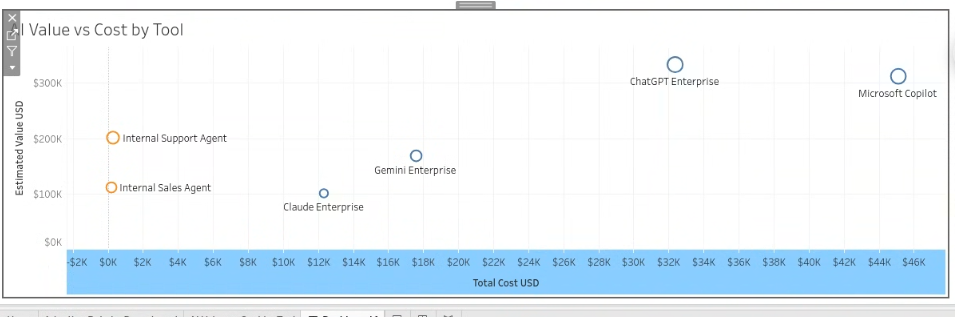 AI Value vs Cost by Tool
Estimated Value USD
$300K
$200K
$100K
$0K
ChatGPT Enterprise
Microsoft Copilot
Internal Support Agent
Gemini Enterprise
Internal Sales Agent
Claude Enterprise
-$2K $0K $2K $4K $6K $8K $10K $12K $14K $16K $18K $20K $22K $24K $26K $28K $30K $32K $34K $36K $38K $40K $42K $44K $46K
Total Cost USD